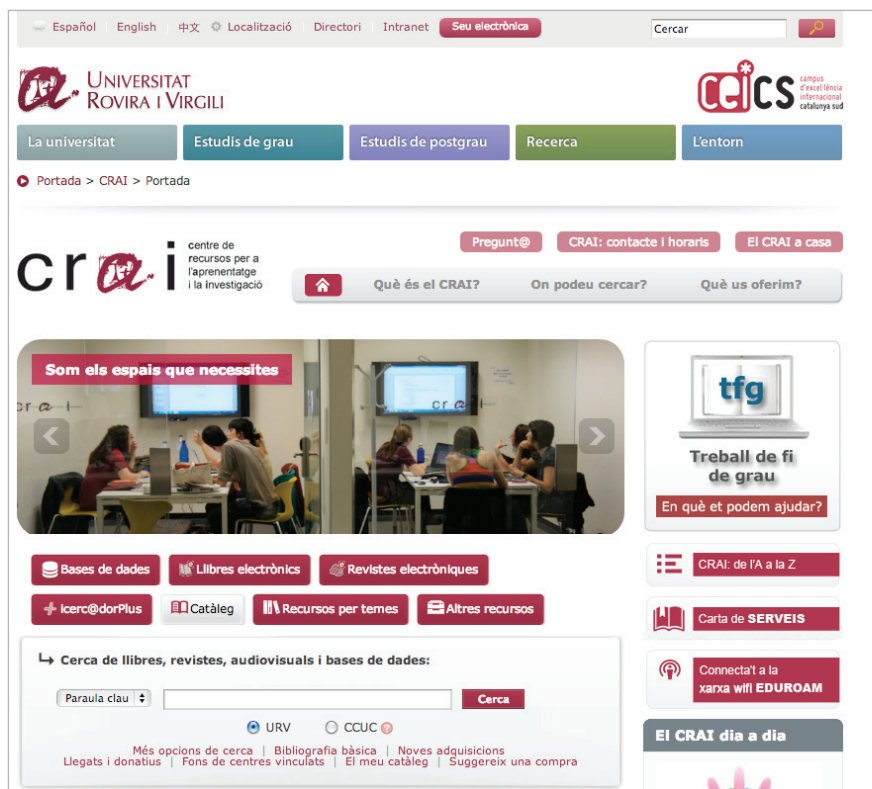 Español English 中文 Localització Directori Intranet Seu electrònica Cercar
UNIVERSITAT
ROVIRA I VIRGILI
ceics
campus
d'excel·lència
internacional
catalunya sud
La universitat Estudis de grau Estudis de postgrau Recerca L'entorn
Portada > CRAI > Portada
Pregunt@ CRAI: contacte i horaris El CRAI a casa
crai
centre de
recursos per a
l'aprenentatge
i la investigació
Què és el CRAI? On podeu cercar? Què us oferim?
Som els espais que necessites
crai
crai
tfg
Treball de fi
de grau
En què et podem ajudar?
Bases de dades Llibres electrònics Revistes electròniques
icerc@dorPlus Catàleg Recursos per temes Altres recursos
CRAI: de l'A a la Z
Carta de SERVEIS
Connecta't a la
xarxa wifi EDUROAM
El CRAI dia a dia
Cerca de llibres, revistes, audiovisuals i bases de dades:
Paraula clau Cerca
URV CCUC ?
Més opcions de cerca | Bibliografia bàsica | Noves adquisicions
Llegats i donatius | Fons de centres vinculats | El meu catàleg | Suggereix una compra